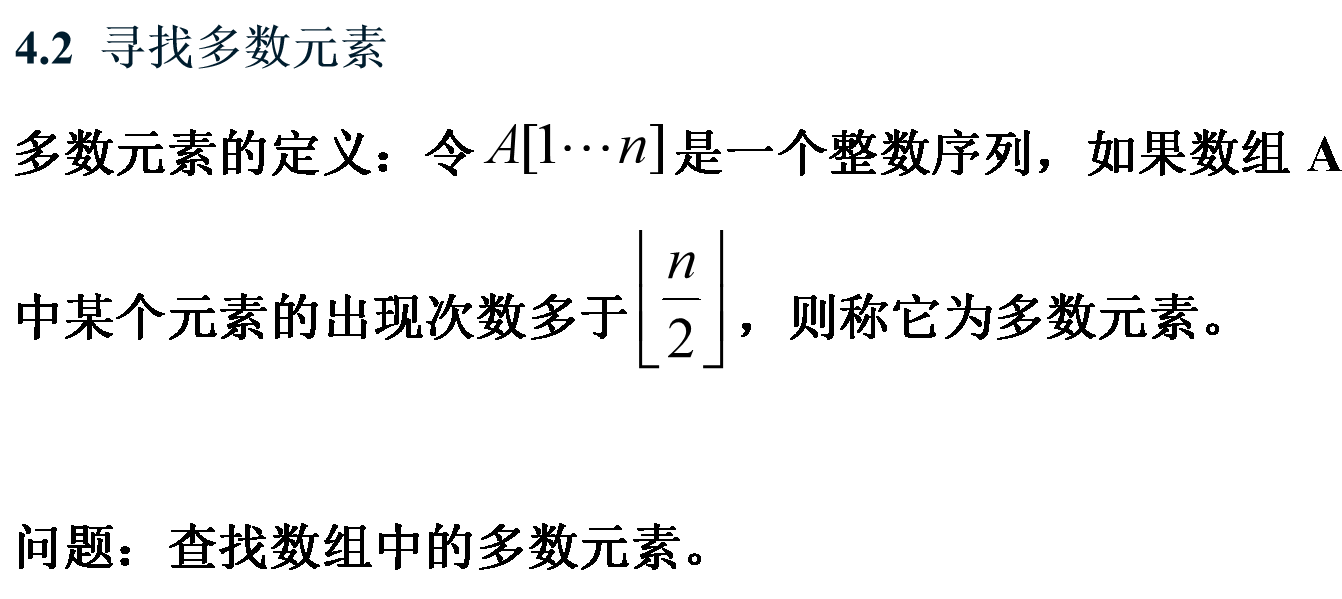 4.2 寻找多数元素
多数元素的定义：令 A[1⋯n]是一个整数序列，如果数组 A
中某个元素的出现次数多于⌊n/2⌋，则称它为多数元素。
问题：查找数组中的多数元素。